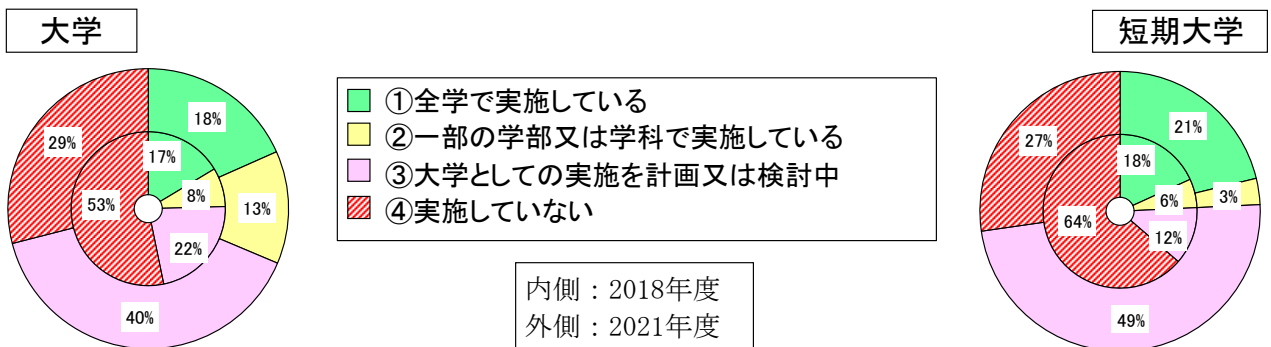 大学
18%
29%
17%
8%
53%
13%
22%
40%
①全学で実施している
②一部の学部又は学科で実施している
③大学としての実施を計画又は検討中
④実施していない
内側：2018年度
外側：2021年度
短期大学
21%
27%
18%
6%
3%
64%
12%
49%